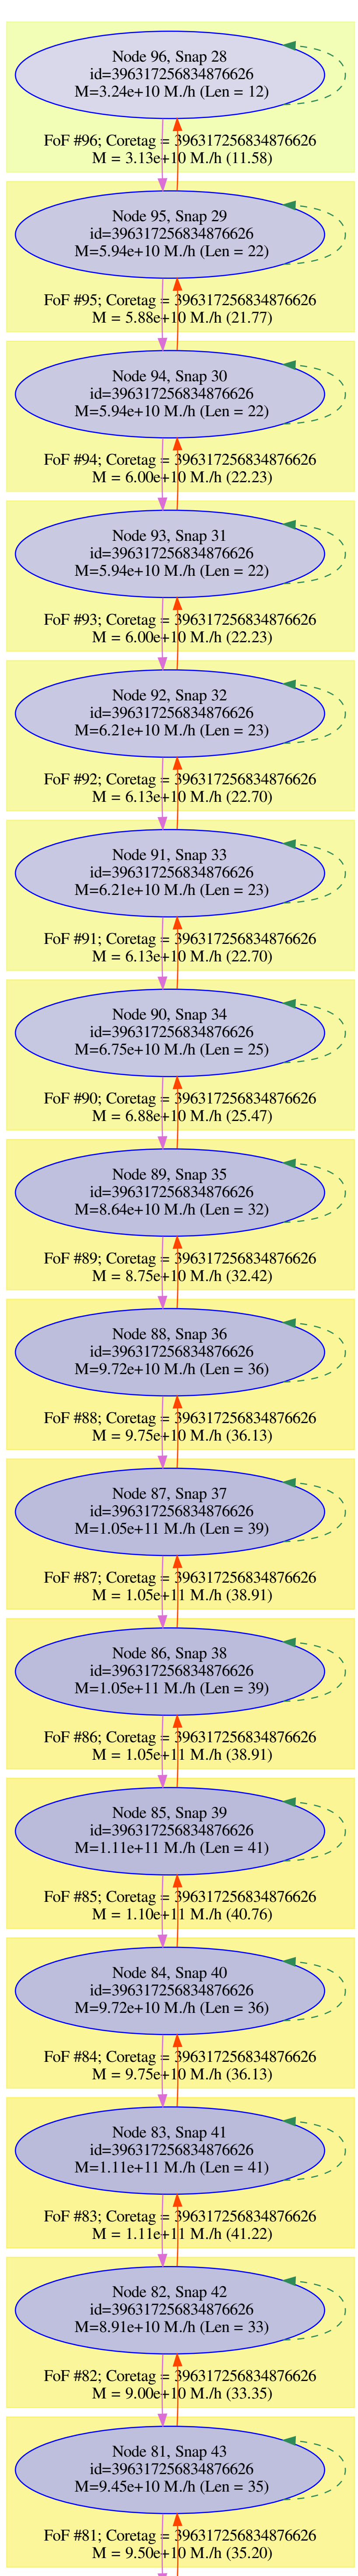 Node 96, Snap 28
id=396317256834876626
M=3.24e+10 M./h (Len = 12)
FoF #96; Coretag = 396317256834876626
M = 3.13e+10 M./h (11.58)
Node 95, Snap 29
id=396317256834876626
M=5.94e+10 M./h (Len = 22)
FoF #95; Coretag = 396317256834876626
M = 5.88e+10 M./h (21.77)
Node 94, Snap 30
id=396317256834876626
M=5.94e+10 M./h (Len = 22)
FoF #94; Coretag = 396317256834876626
M = 6.00e+10 M./h (22.23)
Node 93, Snap 31
id=396317256834876626
M=5.94e+10 M./h (Len = 22)
FoF #93; Coretag = 396317256834876626
M = 6.00e+10 M./h (22.23)
Node 92, Snap 32
id=396317256834876626
M=6.21e+10 M./h (Len = 23)
FoF #92; Coretag = 396317256834876626
M = 6.13e+10 M./h (22.70)
Node 91, Snap 33
id=396317256834876626
M=6.21e+10 M./h (Len = 23)
FoF #91; Coretag = 396317256834876626
M = 6.13e+10 M./h (22.70)
Node 90, Snap 34
id=396317256834876626
M=6.75e+10 M./h (Len = 25)
FoF #90; Coretag = 396317256834876626
M = 6.88e+10 M./h (25.47)
Node 89, Snap 35
id=396317256834876626
M=8.64e+10 M./h (Len = 32)
FoF #89; Coretag = 396317256834876626
M = 8.75e+10 M./h (32.42)
Node 88, Snap 36
id=396317256834876626
M=9.72e+10 M./h (Len = 36)
FoF #88; Coretag = 396317256834876626
M = 9.75e+10 M./h (36.13)
Node 87, Snap 37
id=396317256834876626
M=1.05e+11 M./h (Len = 39)
FoF #87; Coretag = 396317256834876626
M = 1.05e+11 M./h (38.91)
Node 86, Snap 38
id=396317256834876626
M=1.05e+11 M./h (Len = 39)
FoF #86; Coretag = 396317256834876626
M = 1.05e+11 M./h (38.91)
Node 85, Snap 39
id=396317256834876626
M=1.11e+11 M./h (Len = 41)
FoF #85; Coretag = 396317256834876626
M = 1.10e+11 M./h (40.76)
Node 84, Snap 40
id=396317256834876626
M=9.72e+10 M./h (Len = 36)
FoF #84; Coretag = 396317256834876626
M = 9.75e+10 M./h (36.13)
Node 83, Snap 41
id=396317256834876626
M=1.11e+11 M./h (Len = 41)
FoF #83; Coretag = 396317256834876626
M = 1.11e+11 M./h (41.22)
Node 82, Snap 42
id=396317256834876626
M=8.91e+10 M./h (Len = 33)
FoF #82; Coretag = 396317256834876626
M = 9.00e+10 M./h (33.35)
Node 81, Snap 43
id=396317256834876626
M=9.45e+10 M./h (Len = 35)
FoF #81; Coretag = 396317256834876626
M = 9.50e+10 M./h (35.20)